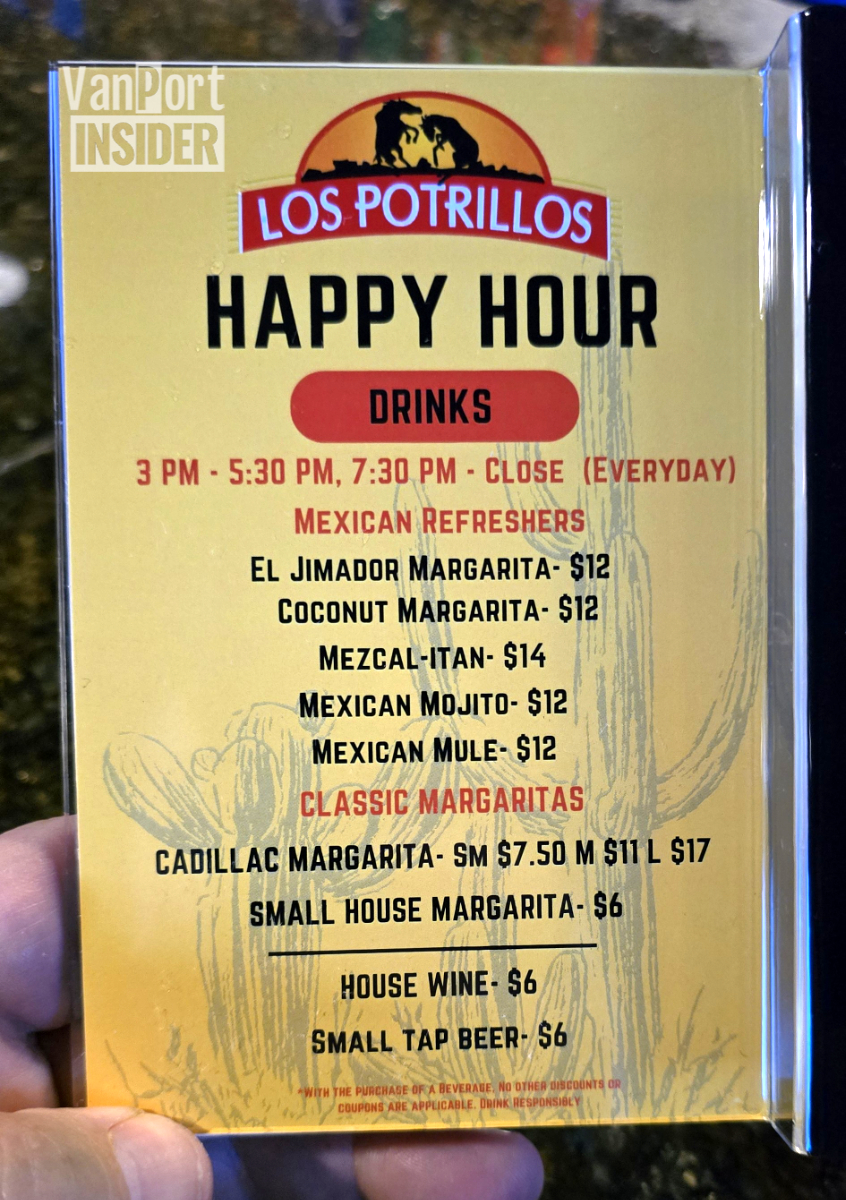 VanPort
INSIDER
LOS POTRILLOS
HAPPY HOUR
DRINKS
3 PM - 5:30 PM, 7:30 PM - CLOSE (EVERYDAY)
MEXICAN REFRESHERS
EL JIMADOR MARGARITA- $12
COCONUT MARGARITA- $12
MEZCAL-ITAN- $14
MEXICAN MOJITO- $12
MEXICAN MULE- $12
CLASSIC MARGARITAS
CADILLAC MARGARITA- SM $7.50 M $11 L $17
SMALL HOUSE MARGARITA- $6
HOUSE WINE- $6
SMALL TAP BEER- $6
*WITH THE PURCHASE OF A BEVERAGE, NO OTHER DISCOUNTS OR
COUPONS ARE APPLICABLE. DRINK RESPONSIBLY